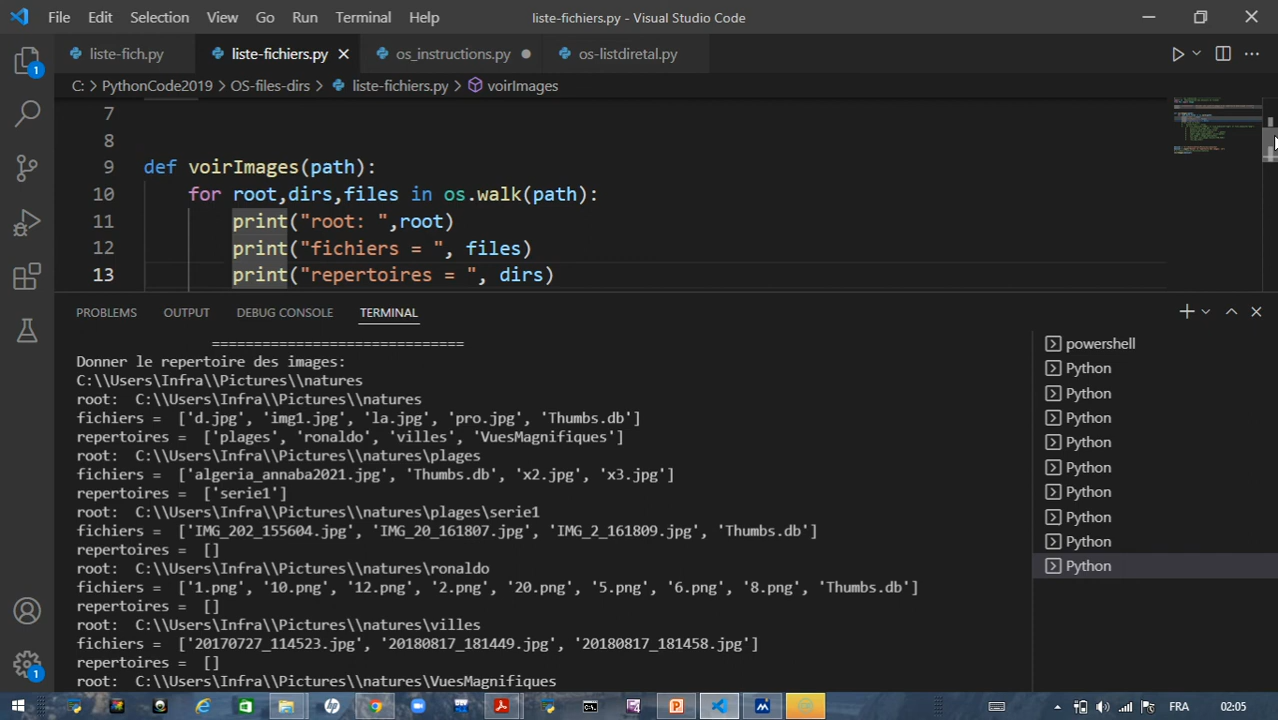 File Edit Selection View Go Run Terminal Help liste-fichiers.py - Visual Studio Code
liste-fich.py liste-fichiers.py os_instructions.py os-listdiretal.py
C: > PythonCode2019 > OS-files-dirs > liste-fichiers.py > voirImages
7
8
9 def voirImages(path):
10 for root,dirs,files in os.walk(path):
11 print("root: ",root)
12 print("fichiers = ", files)
13 print("repertoires = ", dirs)
PROBLEMS OUTPUT DEBUG CONSOLE TERMINAL
==============================
Donner le repertoire des images:
C:\\Users\Infra\\Pictures\\natures
root:  C:\\Users\Infra\\Pictures\\natures
fichiers =  ['d.jpg', 'img1.jpg', 'la.jpg', 'pro.jpg', 'Thumbs.db']
repertoires =  ['plages', 'ronaldo', 'villes', 'VuesMagnifiques']
root:  C:\\Users\Infra\\Pictures\\natures\plages
fichiers =  ['algeria_annaba2021.jpg', 'Thumbs.db', 'x2.jpg', 'x3.jpg']
repertoires =  ['serie1']
root:  C:\\Users\Infra\\Pictures\\natures\plages\serie1
fichiers =  ['IMG_202_155604.jpg', 'IMG_20_161807.jpg', 'IMG_2_161809.jpg', 'Thumbs.db']
repertoires =  []
root:  C:\\Users\Infra\\Pictures\\natures\ronaldo
fichiers =  ['1.png', '10.png', '12.png', '2.png', '20.png', '5.png', '6.png', '8.png', 'Thumbs.db']
repertoires =  []
root:  C:\\Users\Infra\\Pictures\\natures\villes
fichiers =  ['20170727_114523.jpg', '20180817_181449.jpg', '20180817_181458.jpg']
repertoires =  []
root:  C:\\Users\Infra\\Pictures\\natures\VuesMagnifiques
powershell
Python
Python
Python
Python
Python
Python
Python
Python
Python
1
1
FRA 02:05